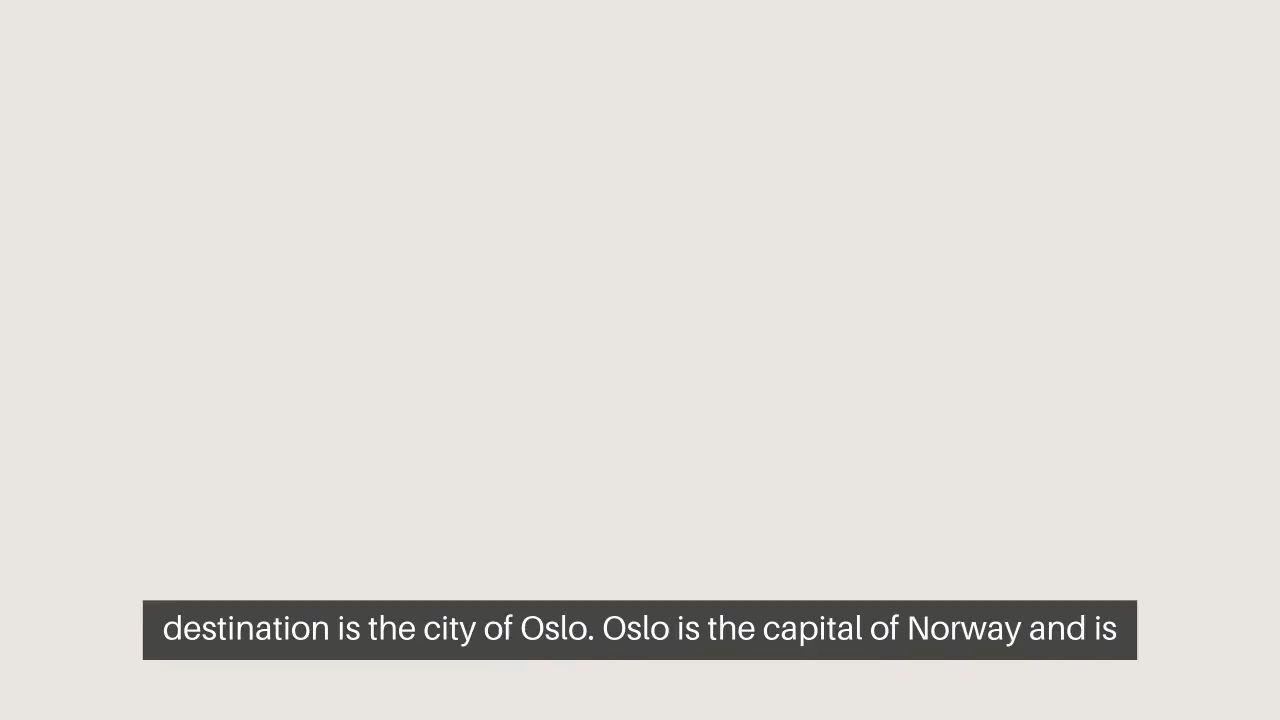 destination is the city of Oslo. Oslo is the capital of Norway and is